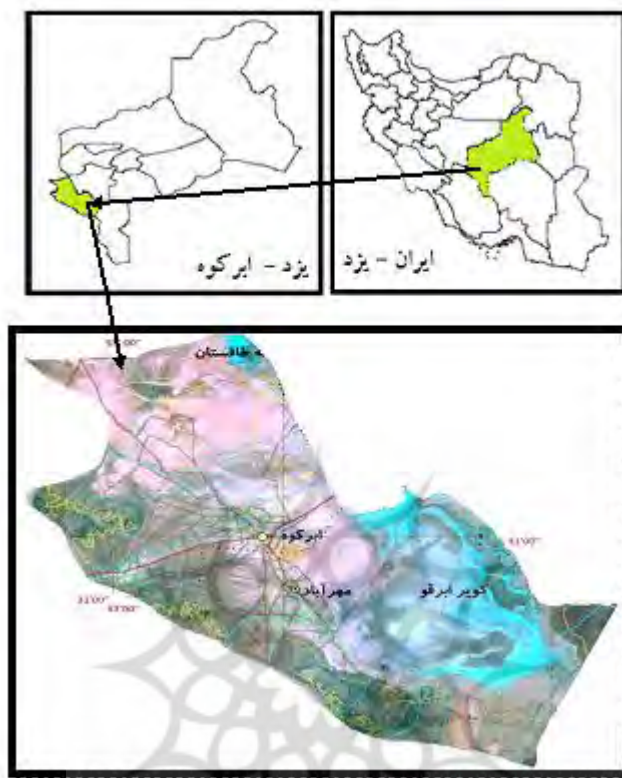 ایران - یزد
یزد - ابرکوه
ابرکوه
مهرآباد
کویر ابرقو